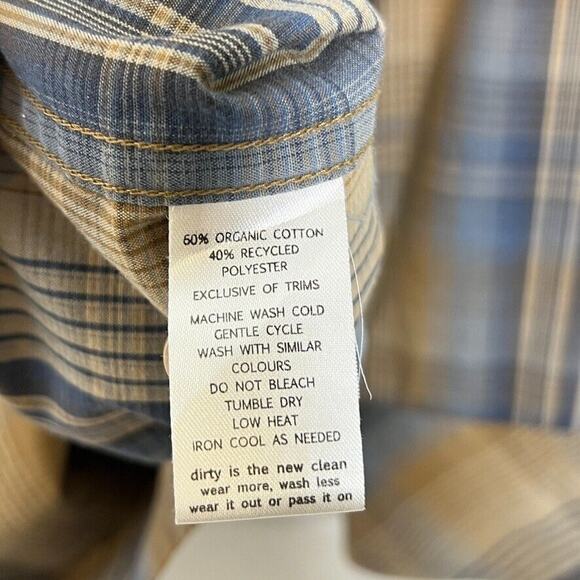 60% ORGANIC COTTON
40% RECYCLED
POLYESTER
EXCLUSIVE OF TRIMS
MACHINE WASH COLD
GENTLE CYCLE
WASH WITH SIMILAR
COLOURS
DO NOT BLEACH
TUMBLE DRY
LOW HEAT
IRON COOL AS NEEDED
dirty is the new clean
wear more, wash less
wear it out or pass it on